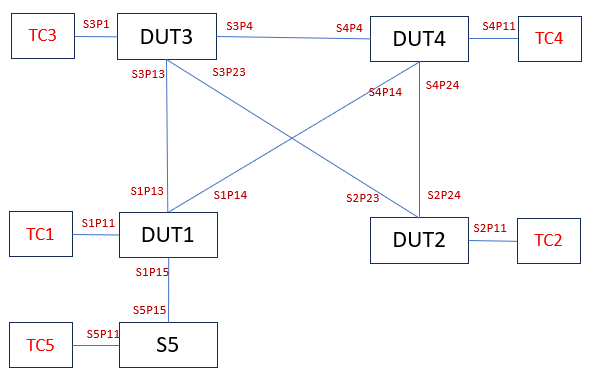 S3P1
S3P4
S4P4
S4P11
TC3
DUT3
DUT4
TC4
S3P13
S3P23
S4P14
S4P24
S1P13
S1P14
S2P23
S2P24
TC1
S1P11
DUT1
DUT2
S2P11
TC2
S1P15
S5P15
TC5
S5P11
S5